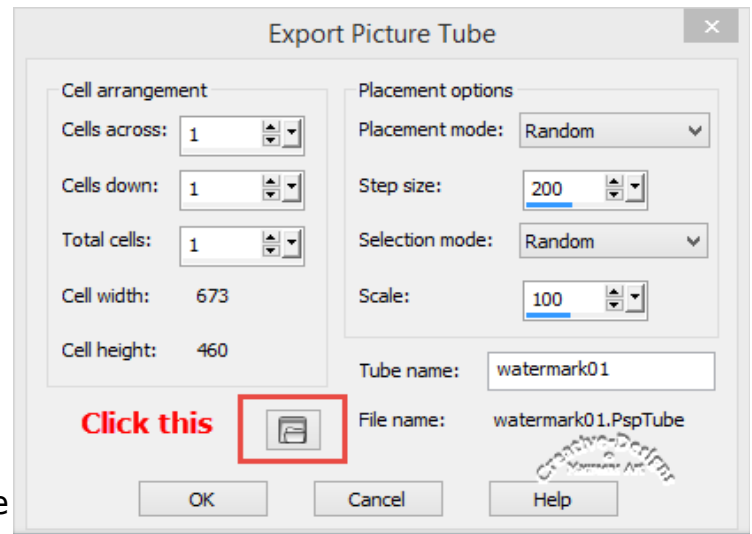 Export Picture Tube
Cell arrangement
Cells across: 1
Cells down: 1
Total cells: 1
Cell width: 673
Cell height: 460
Placement options
Placement mode: Random
Step size: 200
Selection mode: Random
Scale: 100
Tube name: watermark01
Click this
File name: watermark01.PspTube
OK Cancel Help
e